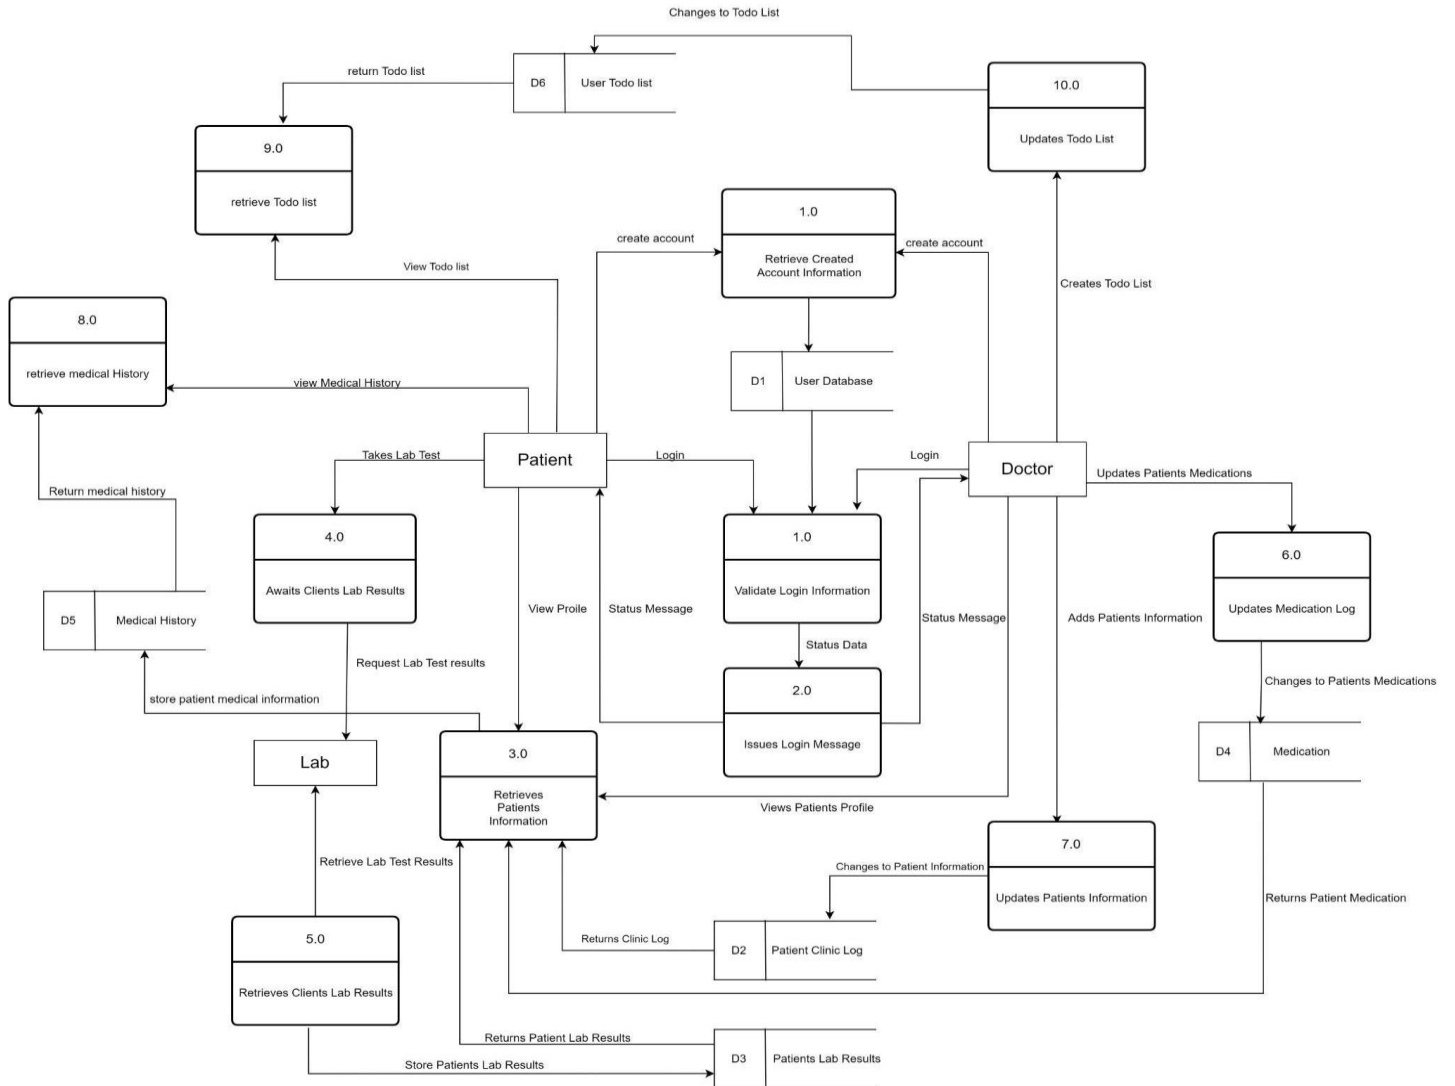 Changes to Todo List
return Todo list
D6
User Todo list
10.0
Updates Todo List
9.0
retrieve Todo list
1.0
Retrieve Created
Account Information
create account
create account
View Todo list
Creates Todo List
8.0
retrieve medical History
view Medical History
D1
User Database
Patient
Doctor
Takes Lab Test
Login
Login
Updates Patients Medications
Return medical history
4.0
Awaits Clients Lab Results
1.0
Validate Login Information
6.0
Updates Medication Log
D5
Medical History
View Proile
Status Message
Status Message
Adds Patients Information
Status Data
Request Lab Test results
2.0
Issues Login Message
Changes to Patients Medications
store patient medical information
Lab
3.0
Retrieves
Patients
Information
D4
Medication
Views Patients Profile
7.0
Updates Patients Information
Retrieve Lab Test Results
Changes to Patient Information
Returns Patient Medication
5.0
Retrieves Clients Lab Results
Returns Clinic Log
D2
Patient Clinic Log
Returns Patient Lab Results
Store Patients Lab Results
D3
Patients Lab Results